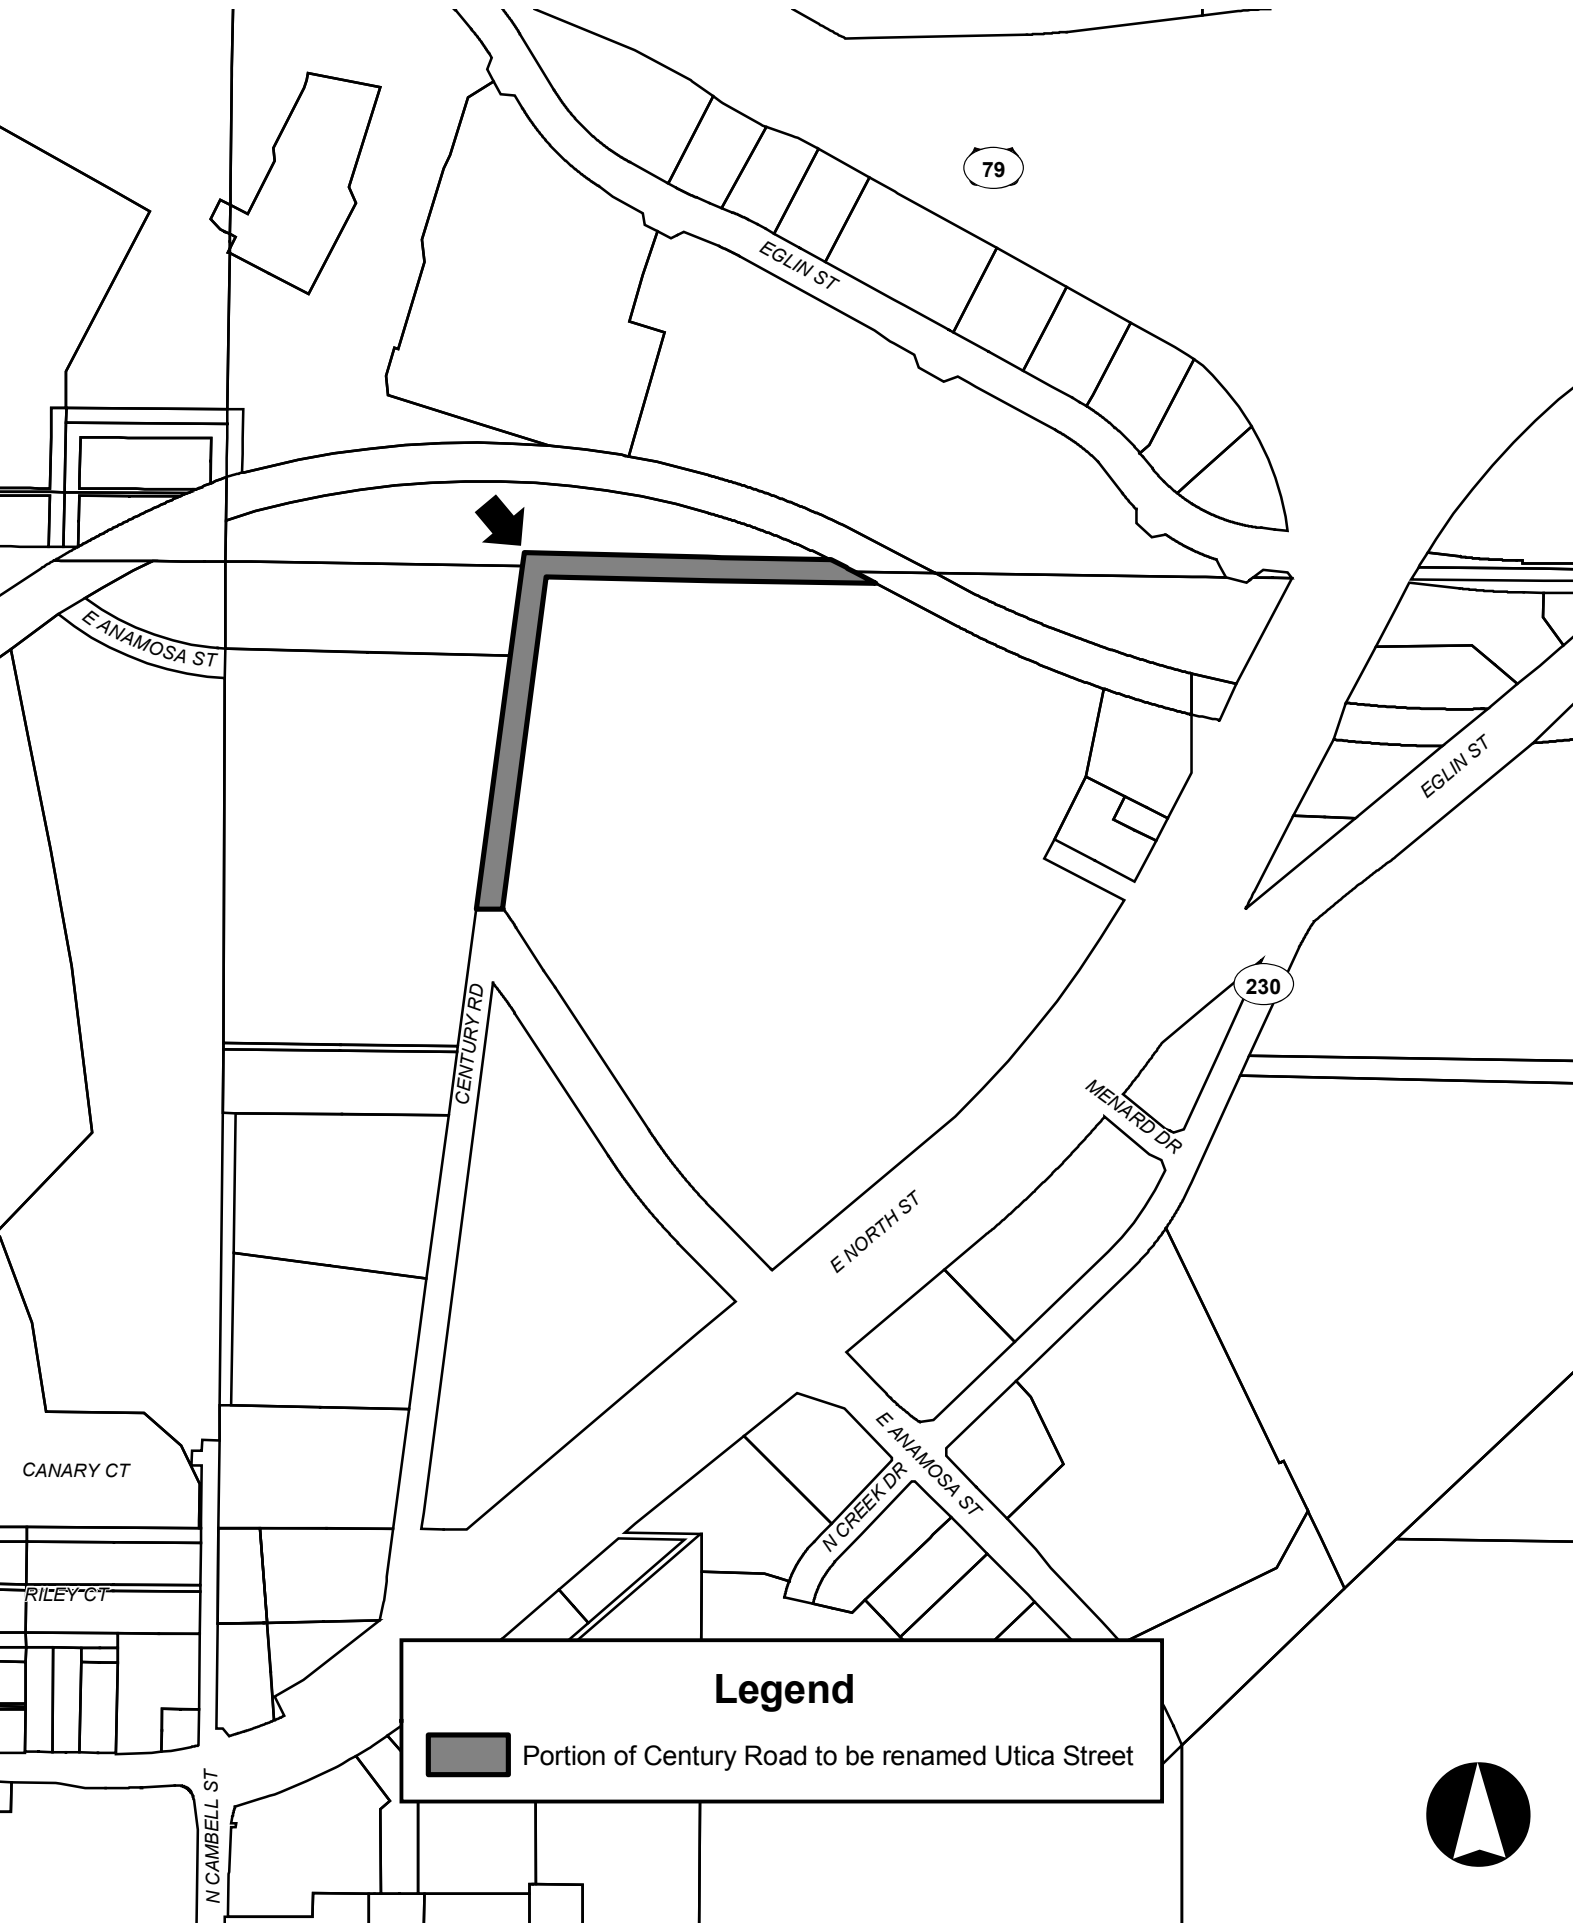 79
EGLIN ST
E ANAMOSA ST
EGLIN ST
230
CENTURY RD
MENARD DR
E NORTH ST
E ANAMOSA ST
CANARY CT
N CREEK DR
RILEY CT
Legend
Portion of Century Road to be renamed Utica Street
N CAMBELL ST